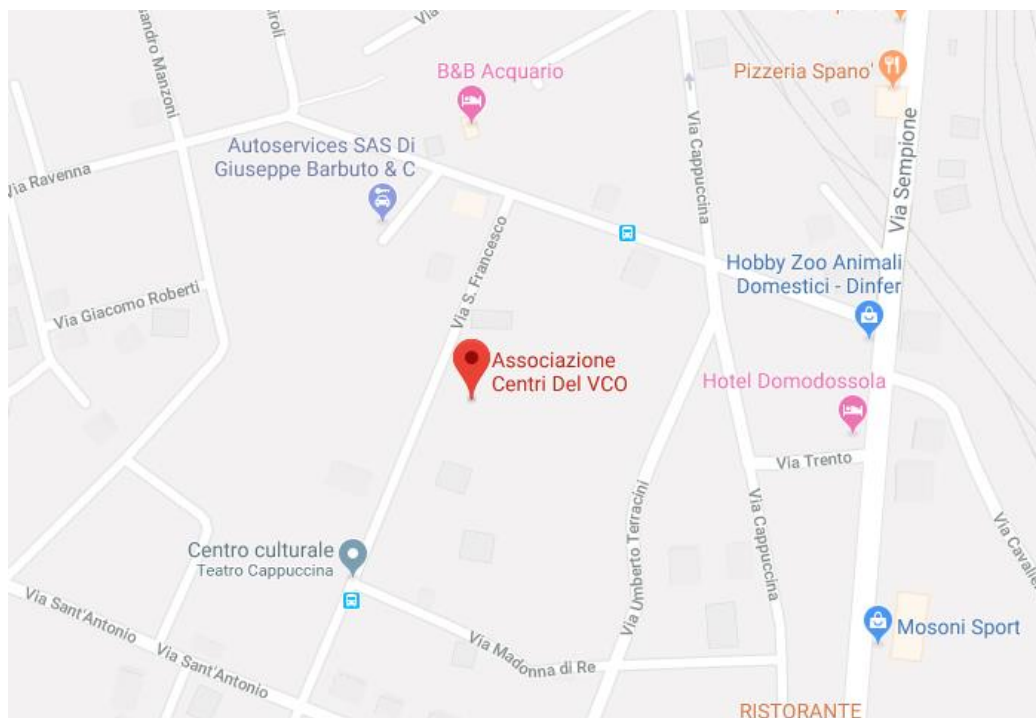 B&B Acquario
Pizzeria Spano'
Via Sempione
Via Cappuccina
Autoservices SAS Di
Giuseppe Barbuto & C
Via Ravenna
Via S. Francesco
Hobby Zoo Animali
Domestici - Dinfer
Via Giacomo Roberti
Associazione
Centri Del VCO
Hotel Domodossola
Via Trento
Via Umberto Terracini
Via Cappuccina
Centro culturale
Teatro Cappuccina
Via Sant'Antonio
Via Sant'Antonio
Via Madonna di Re
Mosoni Sport
RISTORANTE